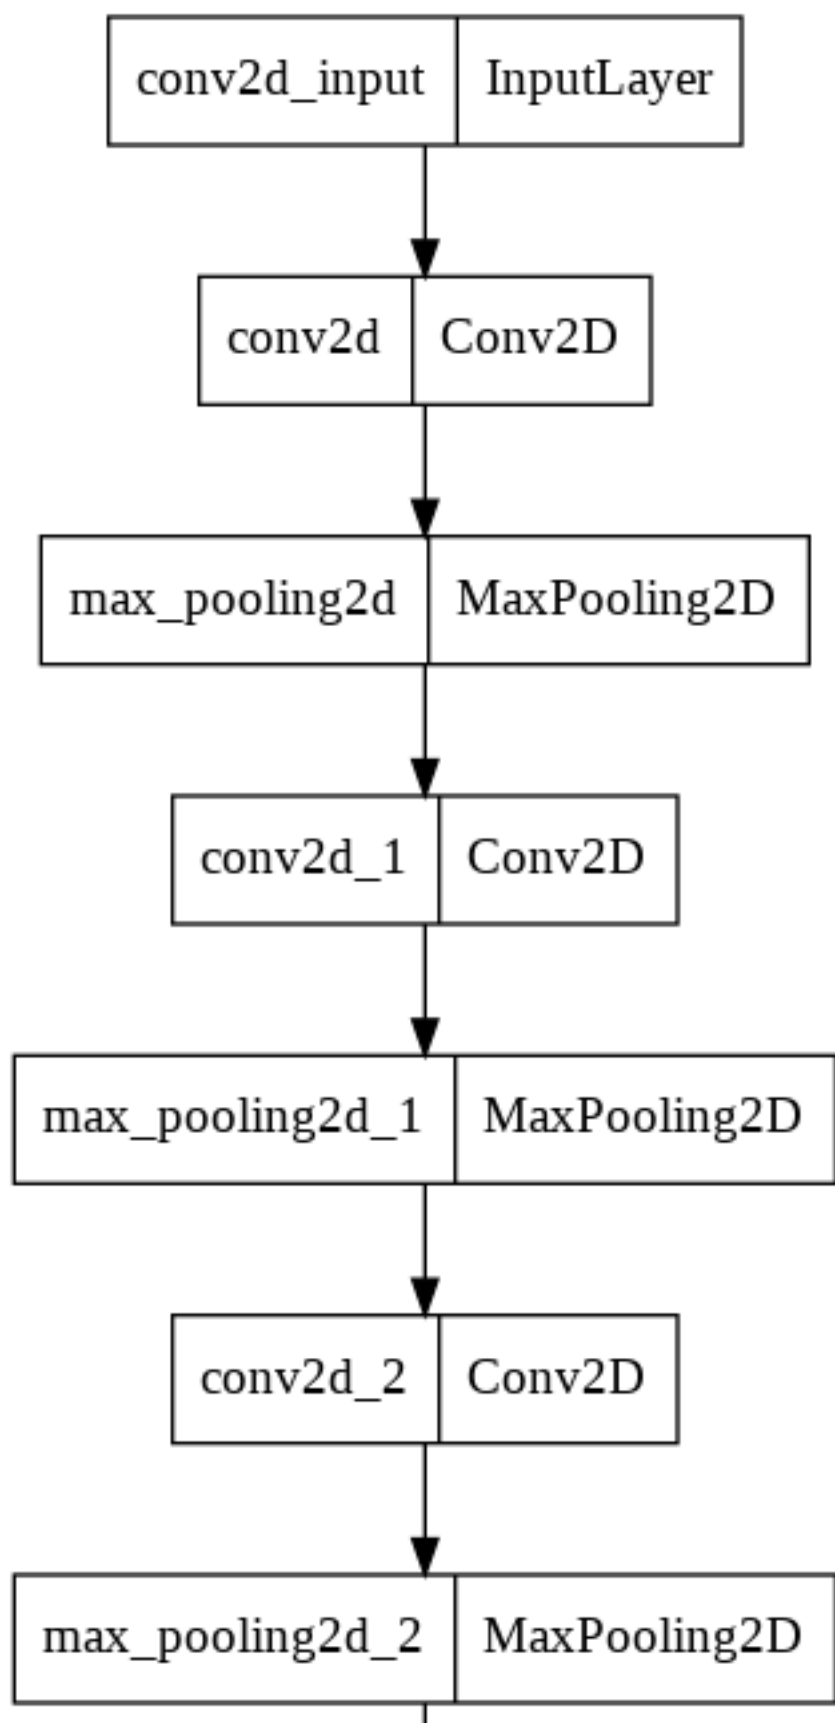 conv2d_input InputLayer
conv2d Conv2D
max_pooling2d MaxPooling2D
conv2d_1 Conv2D
max_pooling2d_1 MaxPooling2D
conv2d_2 Conv2D
max_pooling2d_2 MaxPooling2D